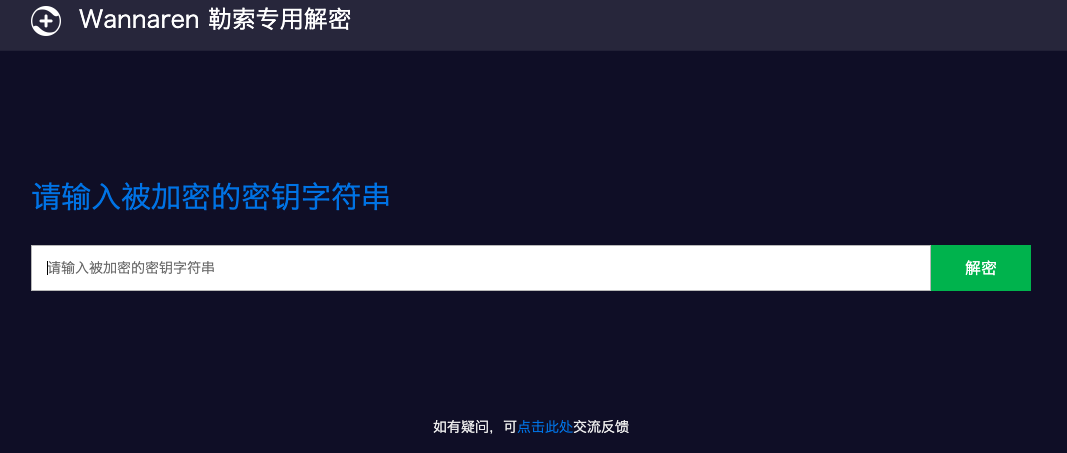 Wannaren 勒索专用解密
请输入被加密的密钥字符串
请输入被加密的密钥字符串
解密
如有疑问，可点击此处交流反馈